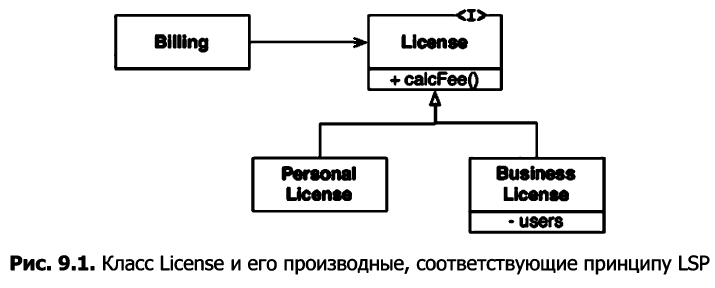 <I>
Billing
License
+ calcFee()
Personal
License
Business
License
- users
Рис. 9.1. Класс License и его производные, соответствующие принципу LSP